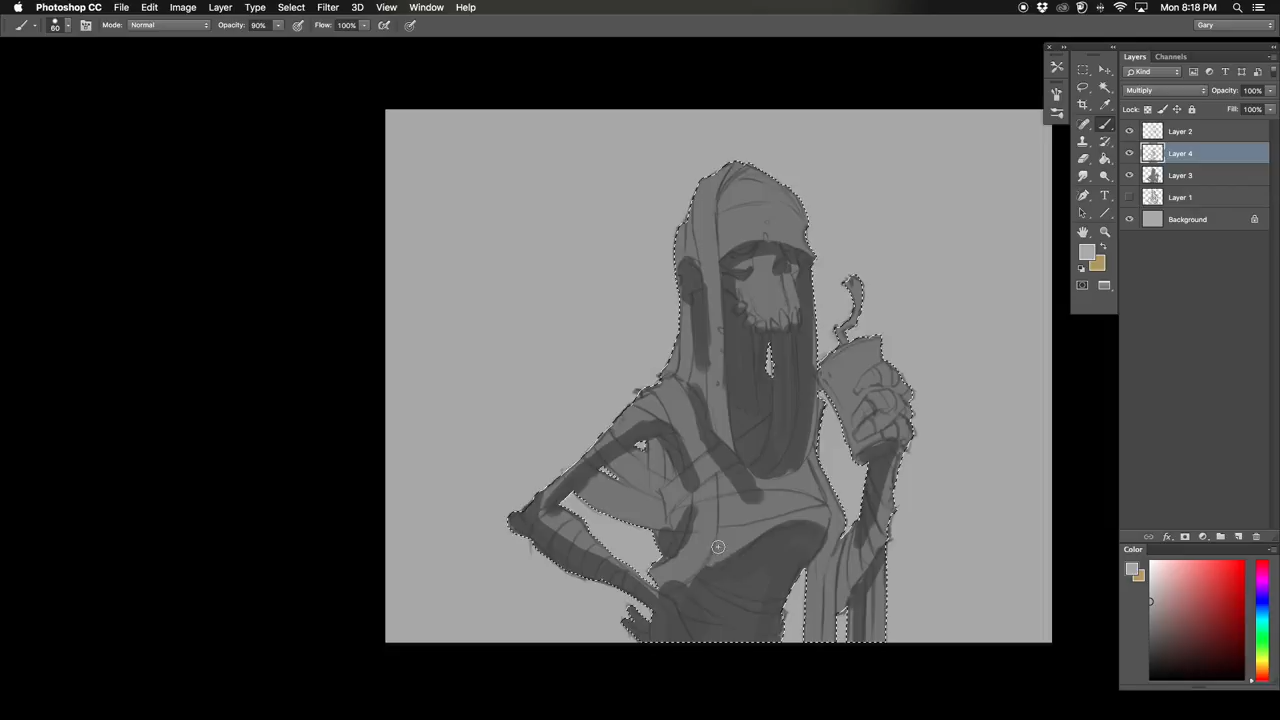 Photoshop CC File Edit Image Layer Type Select Filter 3D View Window Help Mon 8:18 PM
60 Mode: Normal Opacity: 90% Flow: 100% Gary
Layers Channels
Kind
Multiply Opacity: 100%
Lock: Fill: 100%
Layer 2
Layer 4
Layer 3
Layer 1
Background
fx
Color